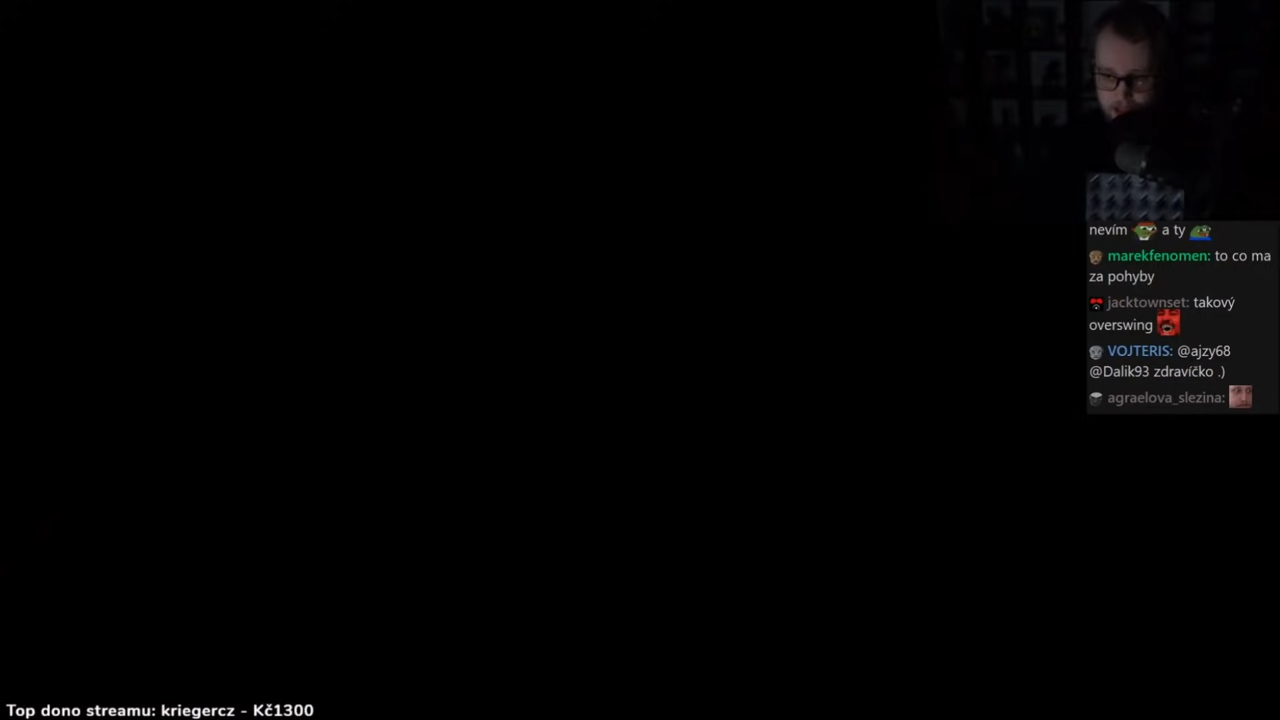 nevím a ty
marekfenomen: to co ma
za pohyby
jacktownset: takový
overswing
VOJTERIS: @ajzy68
@Dalik93 zdravíčko .)
agraelova_slezina:
Top dono streamu: kriegercz - Kč1300